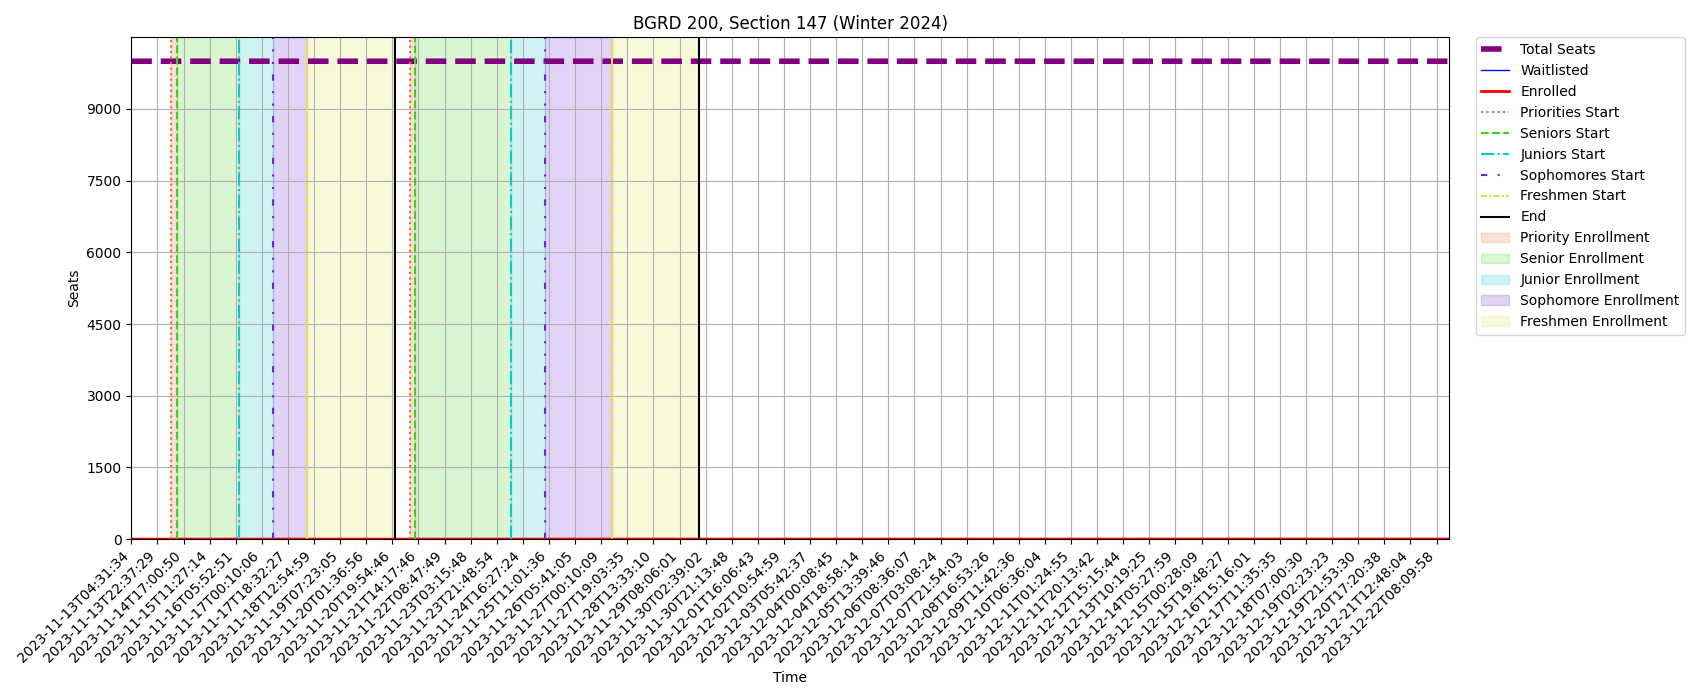 BGRD 200, Section 147 (Winter 2024)
Seats
9000
7500
6000
4500
3000
1500
0
2023-11-13T04:31:34
2023-11-13T22:37:29
2023-11-14T17:00:50
2023-11-15T11:27:14
2023-11-16T05:52:51
2023-11-17T00:10:06
2023-11-17T18:32:27
2023-11-18T12:54:59
2023-11-19T07:23:05
2023-11-20T01:36:56
2023-11-20T19:54:46
2023-11-21T14:17:46
2023-11-22T08:47:49
2023-11-23T03:15:48
2023-11-23T21:48:54
2023-11-24T16:27:24
2023-11-25T11:01:36
2023-11-26T05:41:05
2023-11-27T00:10:09
2023-11-27T19:03:35
2023-11-28T13:33:10
2023-11-29T08:06:01
2023-11-30T02:39:02
2023-11-30T21:13:48
2023-12-01T16:06:43
2023-12-02T10:54:59
2023-12-03T05:42:37
2023-12-04T00:08:45
2023-12-04T18:58:14
2023-12-05T13:39:46
2023-12-06T08:36:07
2023-12-07T03:08:24
2023-12-07T21:54:03
2023-12-08T16:53:26
2023-12-09T11:42:36
2023-12-10T06:36:04
2023-12-11T01:24:55
2023-12-11T20:13:42
2023-12-12T15:15:44
2023-12-13T10:19:25
2023-12-14T05:27:59
2023-12-15T00:28:09
2023-12-15T19:48:27
2023-12-16T15:16:01
2023-12-17T11:35:35
2023-12-18T07:00:30
2023-12-19T02:23:23
2023-12-19T21:53:30
2023-12-20T17:20:38
2023-12-21T12:48:04
2023-12-22T08:09:58
Time
Total Seats
Waitlisted
Enrolled
Priorities Start
Seniors Start
Juniors Start
Sophomores Start
Freshmen Start
End
Priority Enrollment
Senior Enrollment
Junior Enrollment
Sophomore Enrollment
Freshmen Enrollment